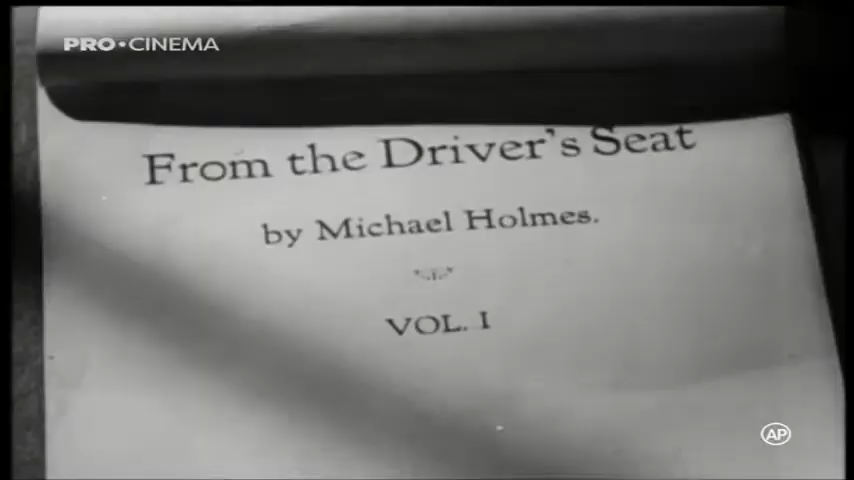 PRO•CINEMA
From the Driver's Seat
by Michael Holmes.
VOL. I
AP